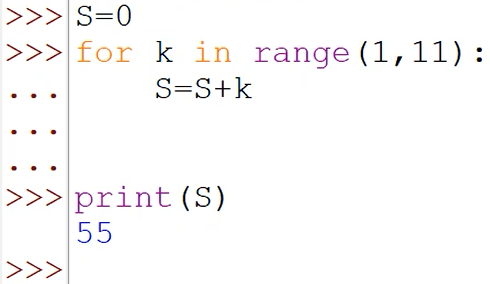 >>> S=0
>>> for k in range(1,11):
...     S=S+k
...
...
>>> print(S)
55
>>>